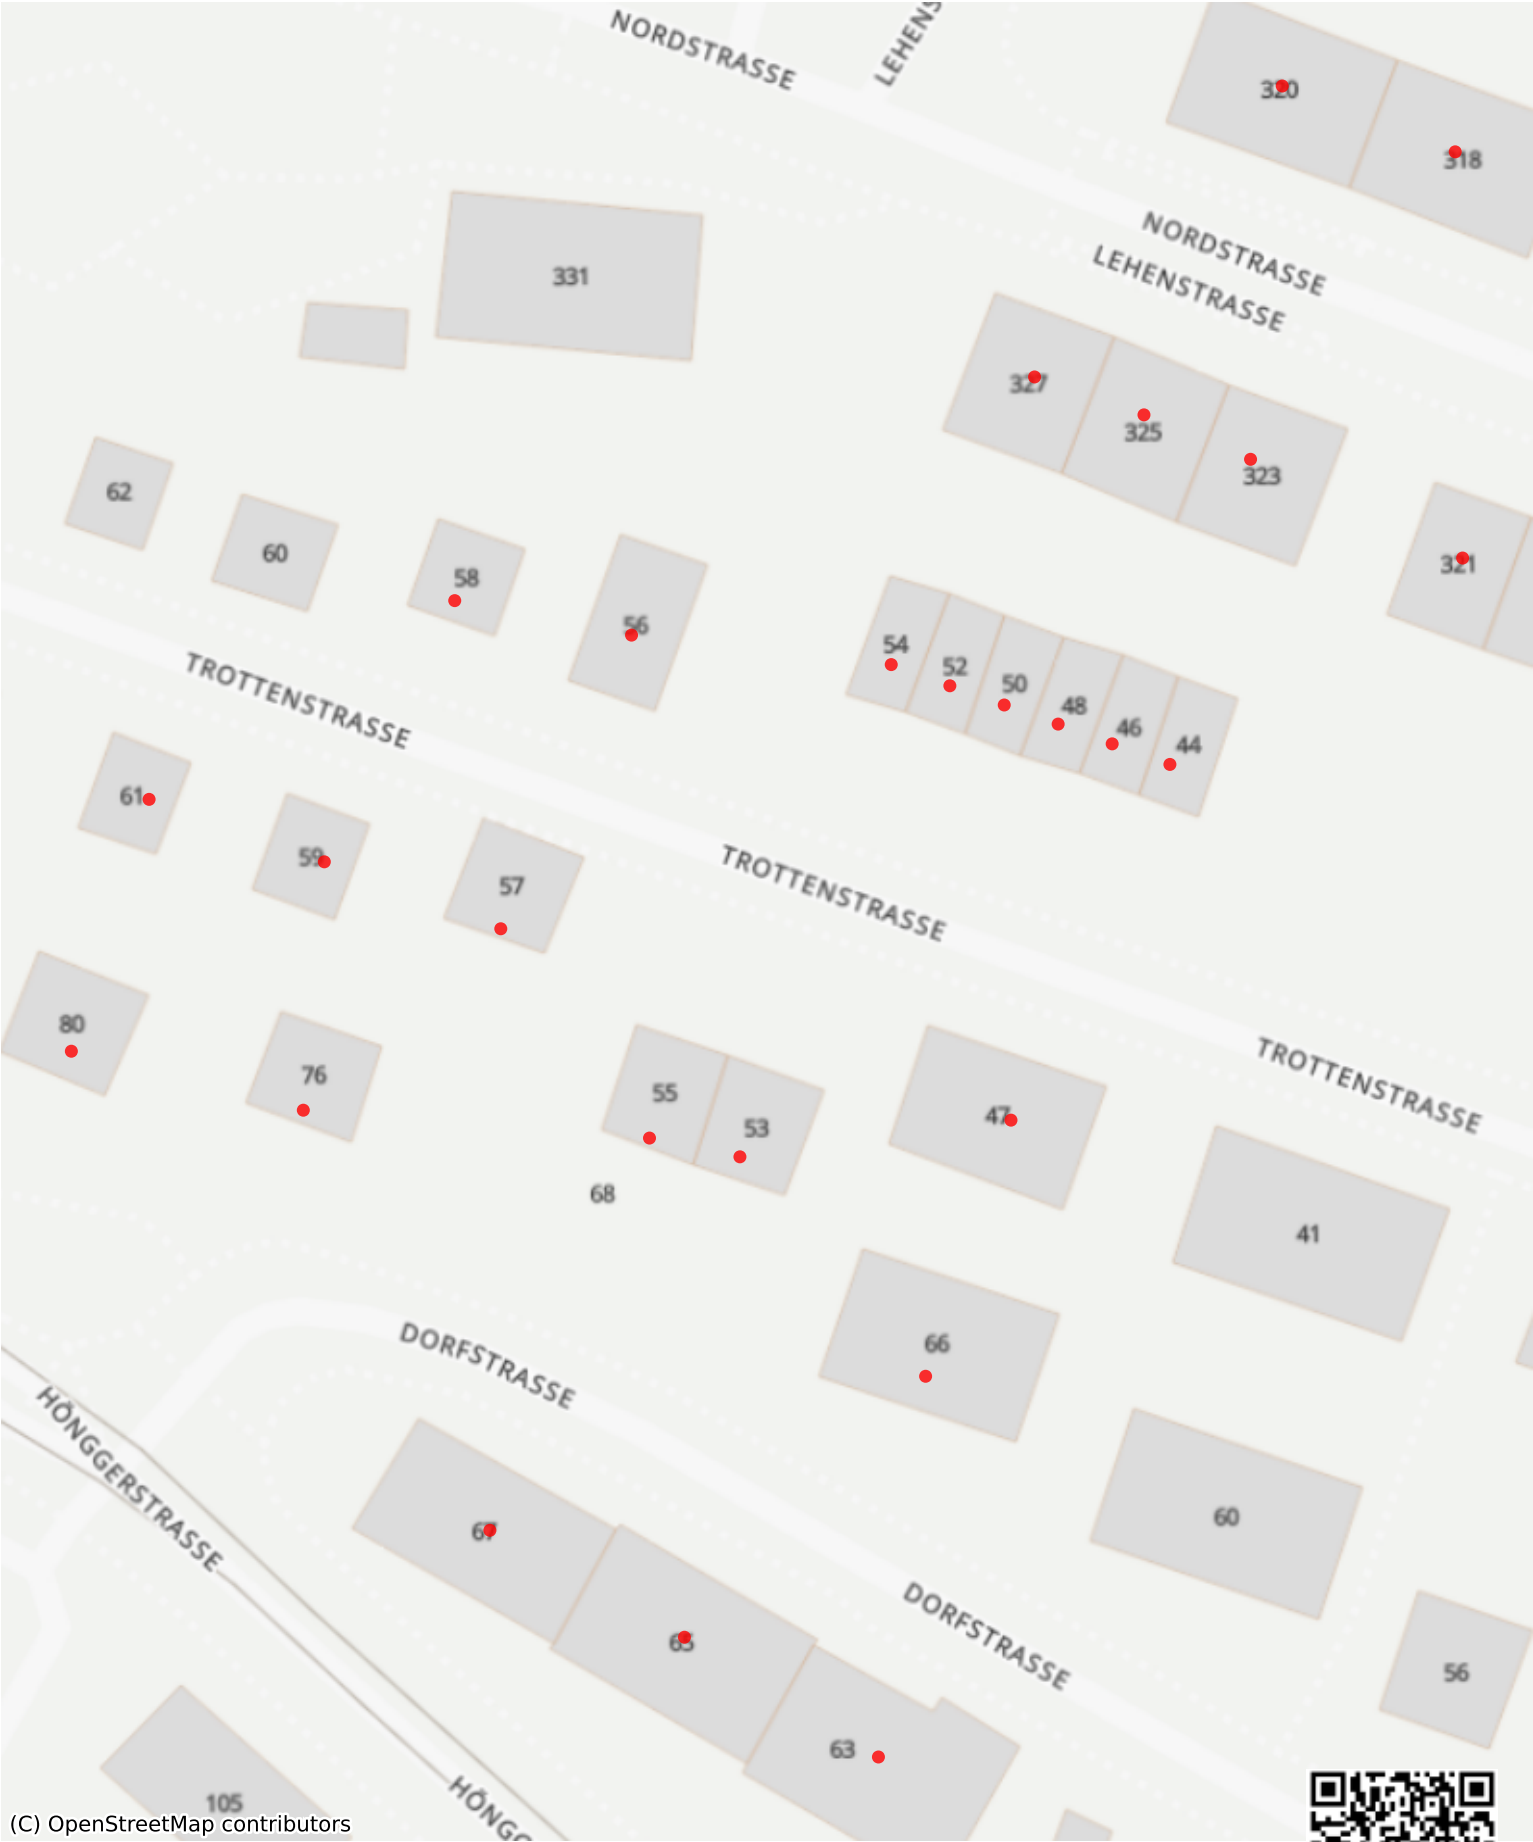 NORDSTRASSE
LEHENS
320
318
NORDSTRASSE
LEHENSTRASSE
331
327
325
323
321
62
60
58
56
54
52
50
48
46
44
TROTTENSTRASSE
61
59
57
TROTTENSTRASSE
80
76
55
53
47
TROTTENSTRASSE
68
41
66
DORFSTRASSE
HÖNGGERSTRASSE
60
67
65
DORFSTRASSE
56
63
105
HÖNGG
(C) OpenStreetMap contributors